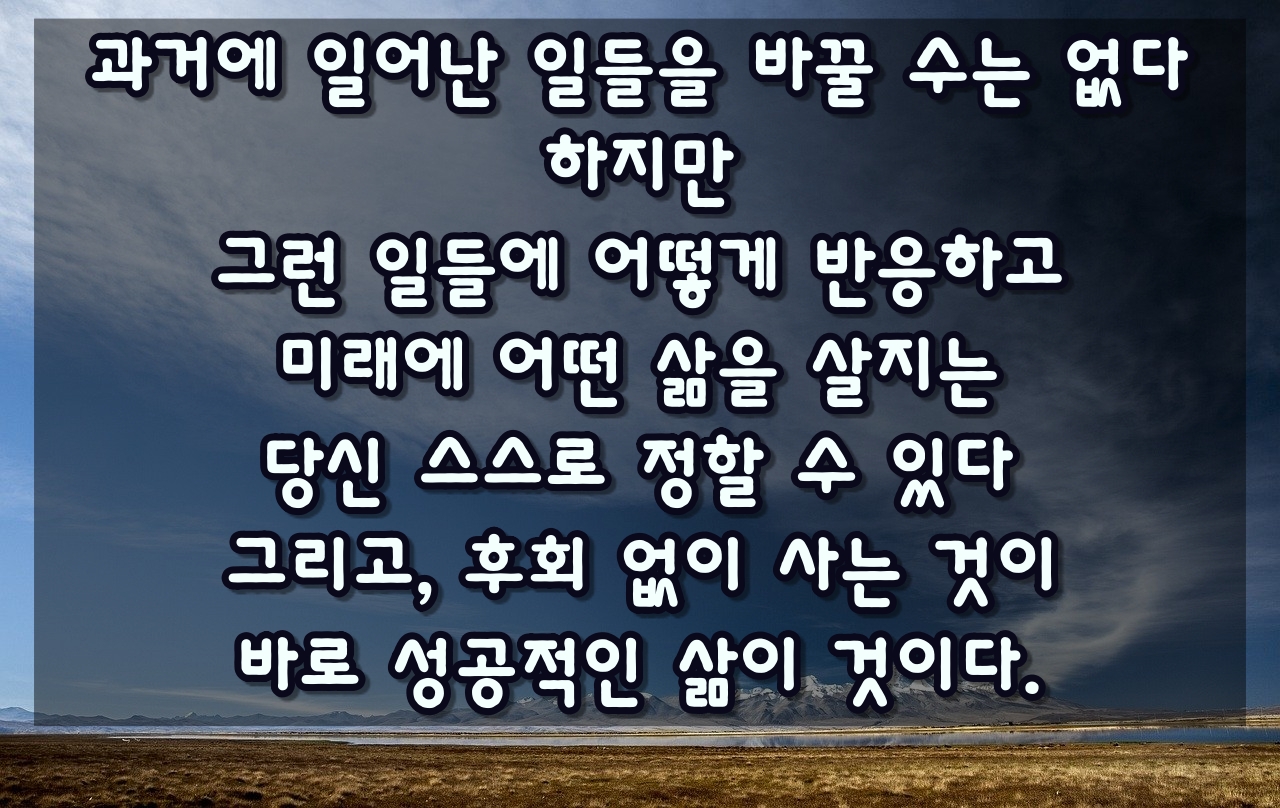 과거에 일어난 일들을 바꿀 수는 없다
하지만
그런 일들에 어떻게 반응하고
미래에 어떤 삶을 살지는
당신 스스로 정할 수 있다
그리고, 후회 없이 사는 것이
바로 성공적인 삶이 것이다.